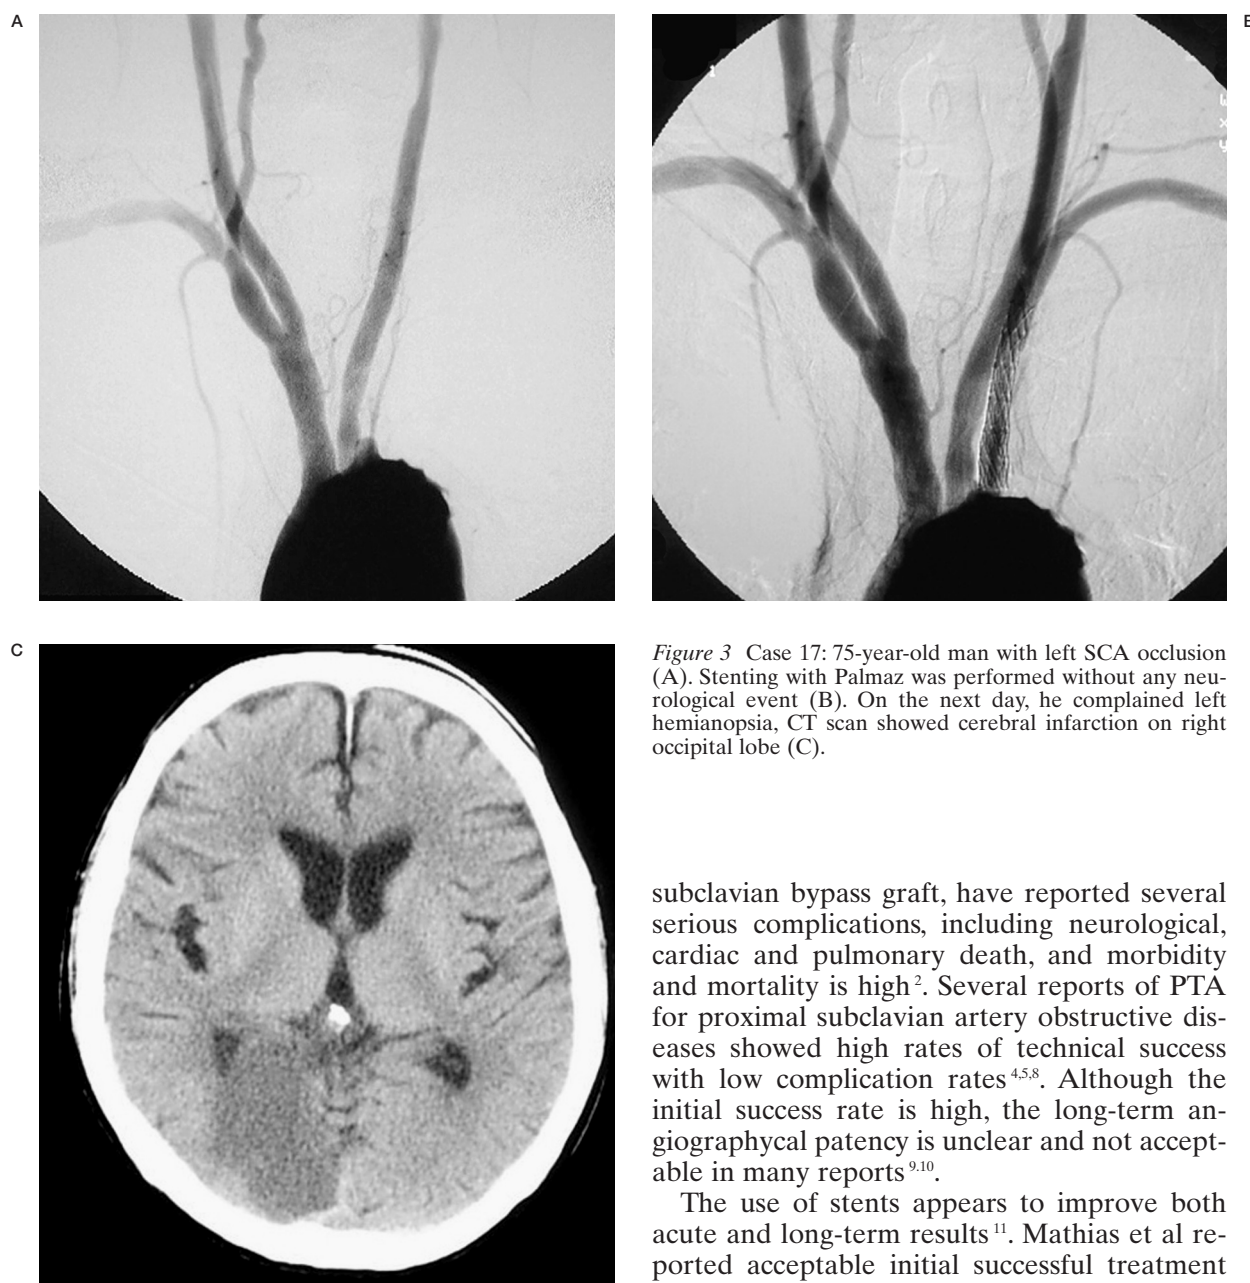 A
B
C
Figure 3 Case 17: 75-year-old man with left SCA occlusion
(A). Stenting with Palmaz was performed without any neu-
rological event (B). On the next day, he complained left
hemianopsia, CT scan showed cerebral infarction on right
occipital lobe (C).
subclavian bypass graft, have reported several
serious complications, including neurological,
cardiac and pulmonary death, and morbidity
and mortality is high 2. Several reports of PTA
for proximal subclavian artery obstructive dis-
eases showed high rates of technical success
with low complication rates 4,5,8. Although the
initial success rate is high, the long-term an-
giographycal patency is unclear and not accept-
able in many reports 9.10.
The use of stents appears to improve both
acute and long-term results 11. Mathias et al re-
ported acceptable initial successful treatment